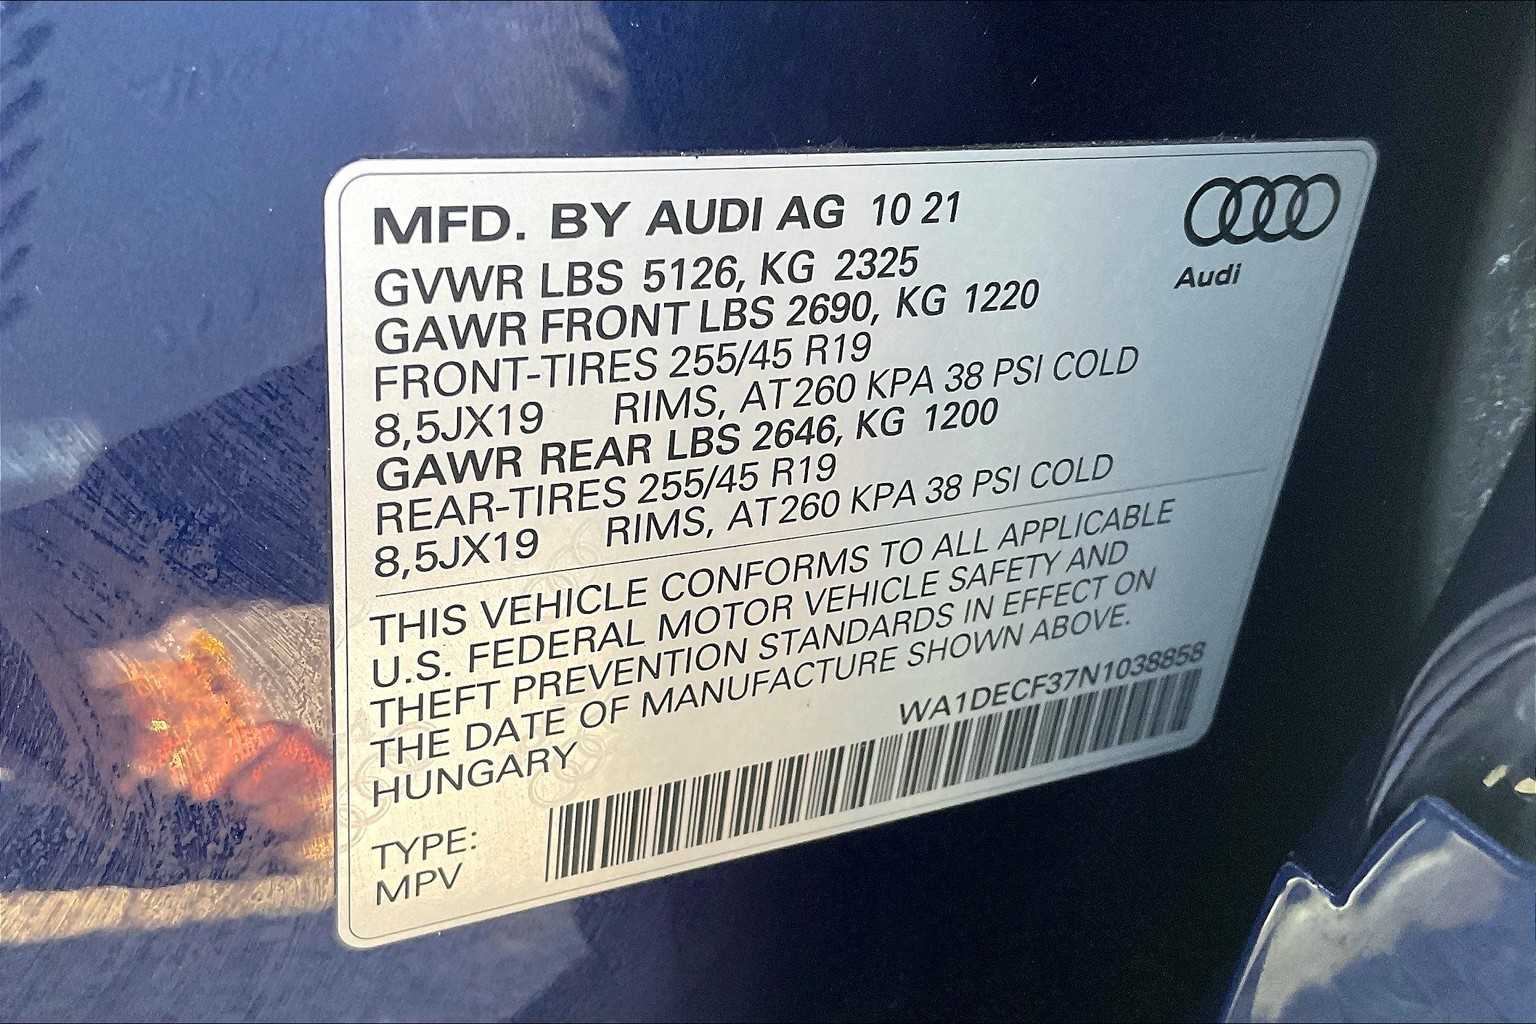 MFD. BY AUDI AG 10 21
Audi
GVWR LBS 5126, KG 2325
GAWR FRONT LBS 2690, KG 1220
FRONT-TIRES 255/45 R19
8,5JX19 RIMS, AT260 KPA 38 PSI COLD
GAWR REAR LBS 2646, KG 1200
REAR-TIRES 255/45 R19
8,5JX19 RIMS, AT260 KPA 38 PSI COLD
THIS VEHICLE CONFORMS TO ALL APPLICABLE
U.S. FEDERAL MOTOR VEHICLE SAFETY AND
THEFT PREVENTION STANDARDS IN EFFECT ON
THE DATE OF MANUFACTURE SHOWN ABOVE.
HUNGARY
WA1DECF37N1038858
TYPE:
MPV